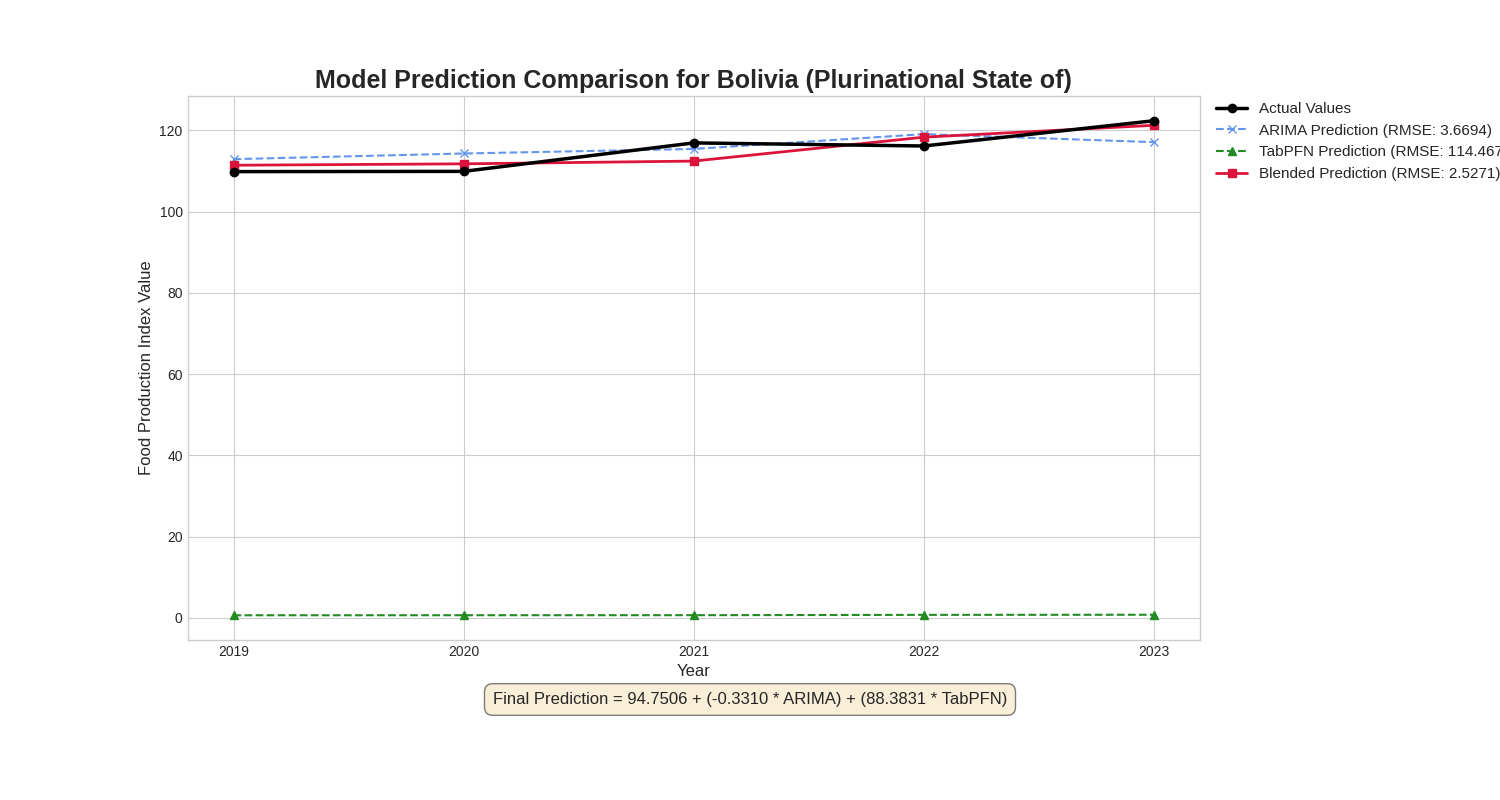 Model Prediction Comparison for Bolivia (Plurinational State of)
Actual Values
ARIMA Prediction (RMSE: 3.6694)
TabPFN Prediction (RMSE: 114.467
Blended Prediction (RMSE: 2.5271)
Food Production Index Value
120
100
80
60
40
20
0
2019 2020 2021 2022 2023
Year
Final Prediction = 94.7506 + (-0.3310 * ARIMA) + (88.3831 * TabPFN)